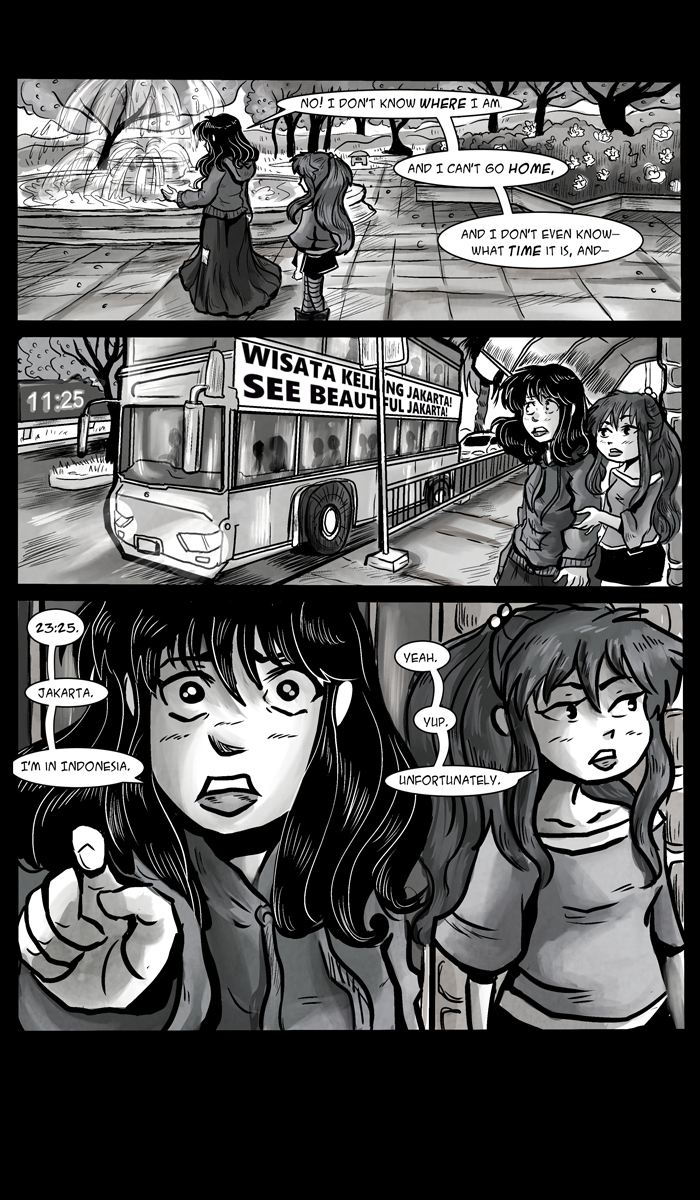 NO! I DON'T KNOW WHERE I AM
AND I CAN'T GO HOME,
AND I DON'T EVEN KNOW—
WHAT TIME IT IS, AND—
11:25
WISATA KELILING JAKARTA!
SEE BEAUTIFUL JAKARTA!
6
23:25.
JAKARTA.
I'M IN INDONESIA.
YEAH.
YUP.
UNFORTUNATELY.